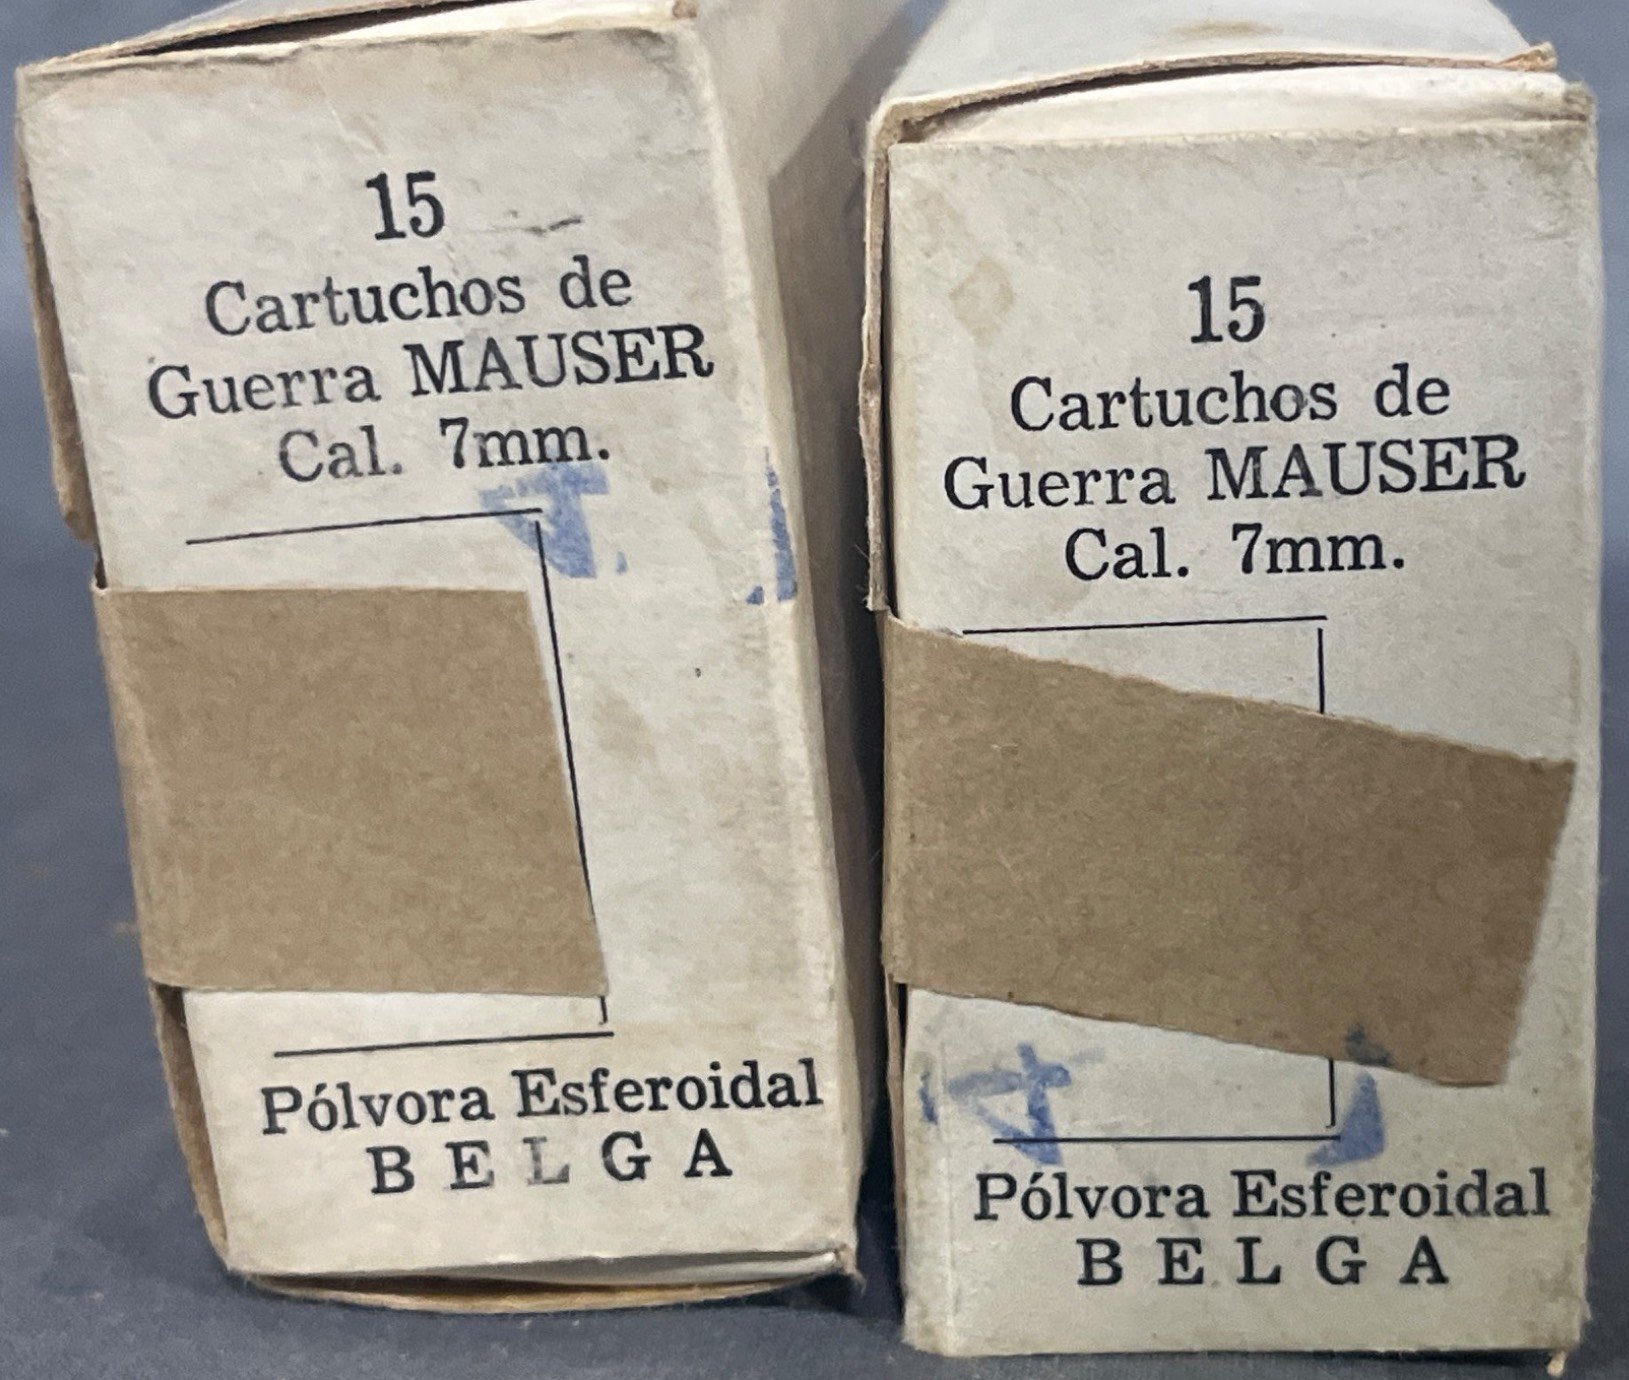 15
Cartuchos de
Guerra MAUSER
Cal. 7mm.
Pólvora Esferoidal
BELGA
15
Cartuchos de
Guerra MAUSER
Cal. 7mm.
Pólvora Esferoidal
BELGA